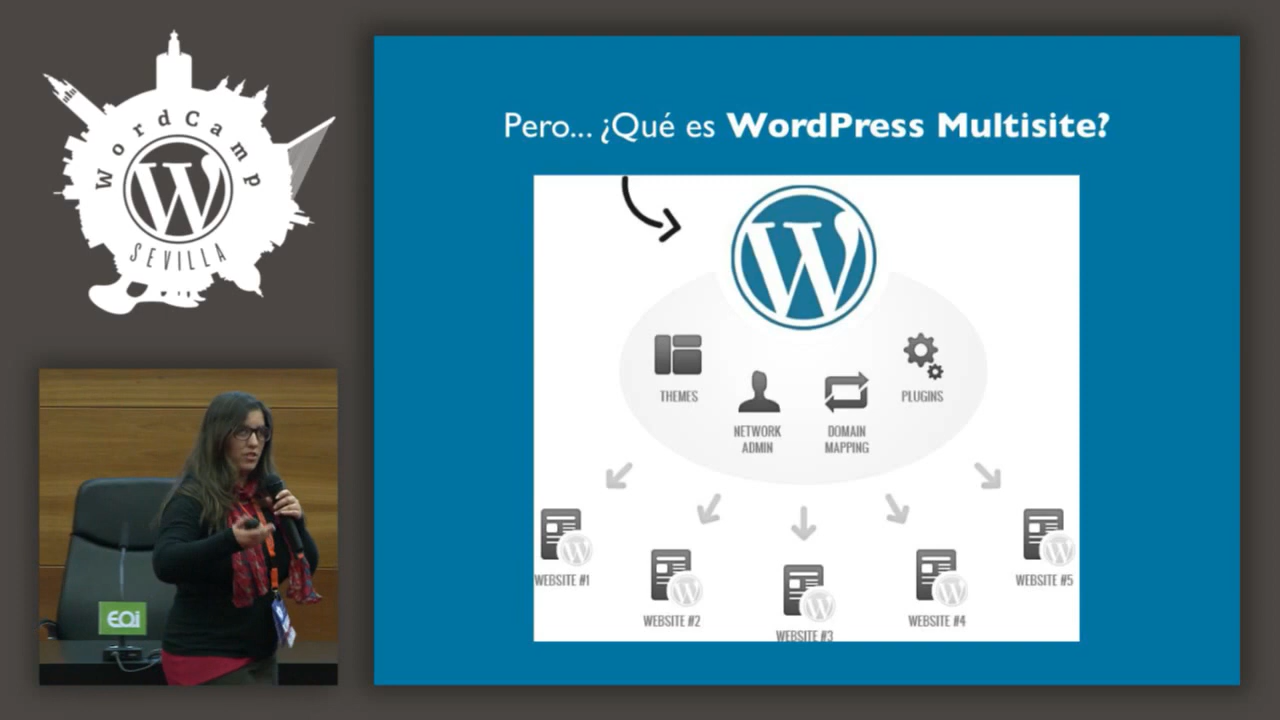 WordCamp
SEVILLA
Pero... ¿Qué es WordPress Multisite?
THEMES
NETWORK
ADMIN
DOMAIN
MAPPING
PLUGINS
WEBSITE #1
WEBSITE #2
WEBSITE #3
WEBSITE #4
WEBSITE #5
EOi